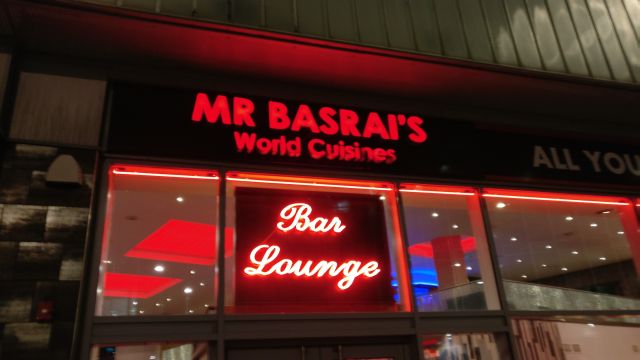 MR BASRAI'S
World Cuisines
ALL YOU
Bar
Lounge